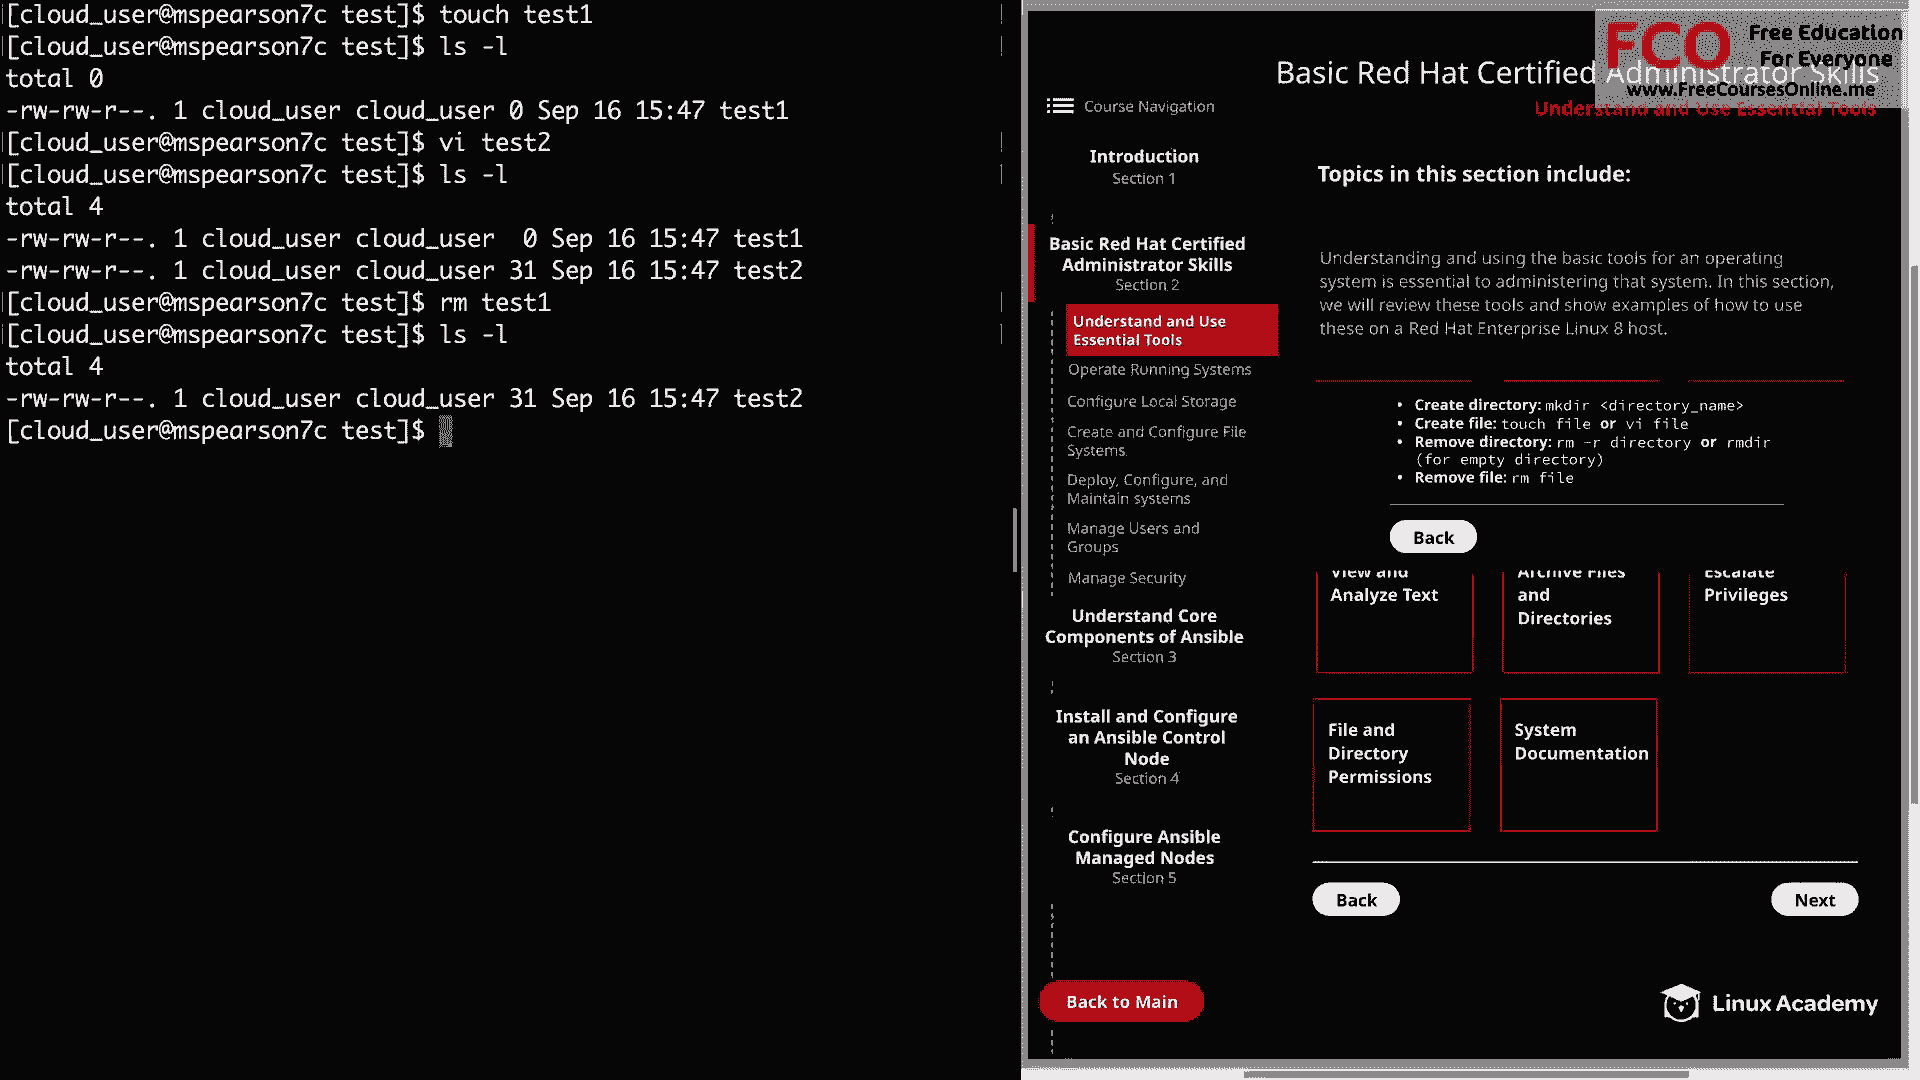 [cloud_user@mspearson7c test]$ touch test1
[cloud_user@mspearson7c test]$ ls -l
total 0
-rw-rw-r--. 1 cloud_user cloud_user 0 Sep 16 15:47 test1
[cloud_user@mspearson7c test]$ vi test2
[cloud_user@mspearson7c test]$ ls -l
total 4
-rw-rw-r--. 1 cloud_user cloud_user  0 Sep 16 15:47 test1
-rw-rw-r--. 1 cloud_user cloud_user 31 Sep 16 15:47 test2
[cloud_user@mspearson7c test]$ rm test1
[cloud_user@mspearson7c test]$ ls -l
total 4
-rw-rw-r--. 1 cloud_user cloud_user 31 Sep 16 15:47 test2
[cloud_user@mspearson7c test]$
FCO Free Education
For Everyone
www.FreeCoursesOnline.me
Basic Red Hat Certified Administrator Skills
Understand and Use Essential Tools
Course Navigation
Introduction
Section 1
Basic Red Hat Certified
Administrator Skills
Section 2
Understand and Use
Essential Tools
Operate Running Systems
Configure Local Storage
Create and Configure File
Systems
Deploy, Configure, and
Maintain systems
Manage Users and
Groups
Manage Security
Understand Core
Components of Ansible
Section 3
Install and Configure
an Ansible Control
Node
Section 4
Configure Ansible
Managed Nodes
Section 5
Back to Main
Topics in this section include:
Understanding and using the basic tools for an operating
system is essential to administering that system. In this section,
we will review these tools and show examples of how to use
these on a Red Hat Enterprise Linux 8 host.
• Create directory: mkdir <directory_name>
• Create file: touch file or vi file
• Remove directory: rm -r directory or rmdir
(for empty directory)
• Remove file: rm file
Back
View and
Analyze Text
Archive Files
and
Directories
Escalate
Privileges
File and
Directory
Permissions
System
Documentation
Back
Next
Linux Academy